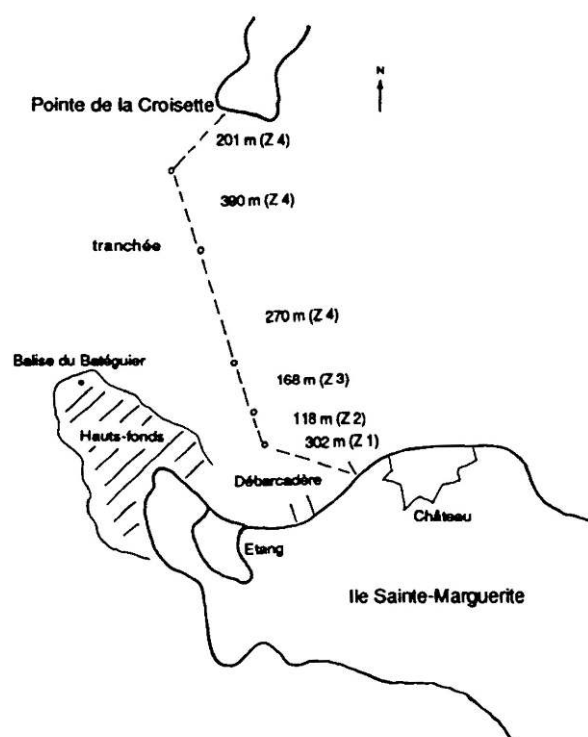 N
Pointe de la Croisette
201 m (Z 4)
390 m (Z 4)
tranchée
270 m (Z 4)
Balise du Batéguier
168 m (Z 3)
118 m (Z 2)
Hauts-fonds
302 m (Z 1)
Débarcadère
Château
Etang
Ile Sainte-Marguerite